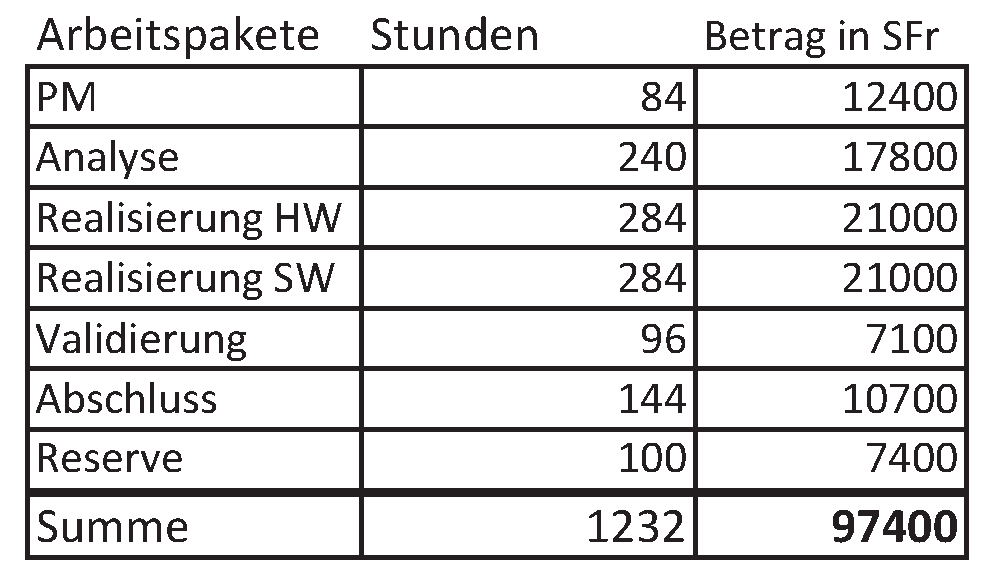 Arbeitspakete Stunden Betrag in SFr
PM 84 12400
Analyse 240 17800
Realisierung HW 284 21000
Realisierung SW 284 21000
Validierung 96 7100
Abschluss 144 10700
Reserve 100 7400
Summe 1232 97400